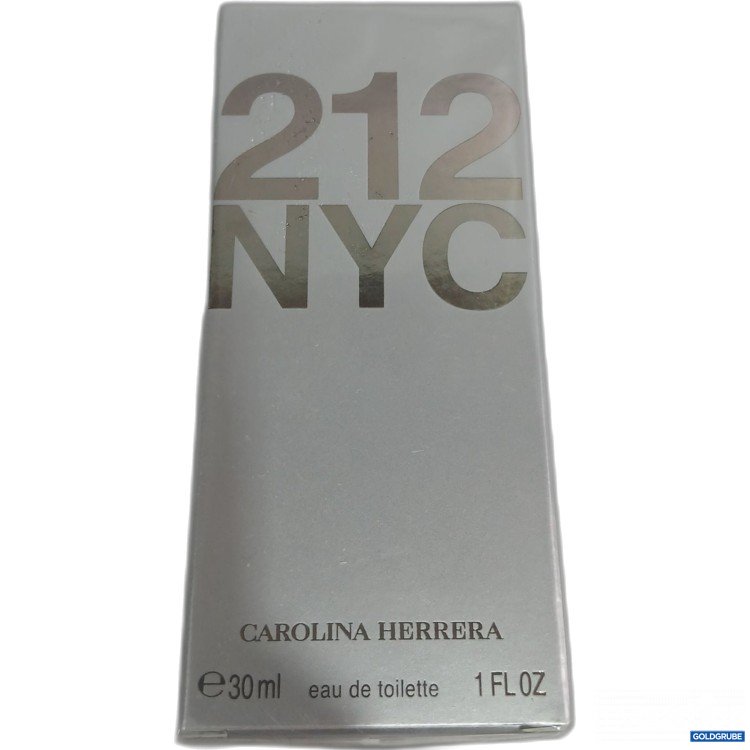 212
NYC
CAROLINA HERRERA
℮30ml eau de toilette 1 FL OZ
GOLDGRUBE